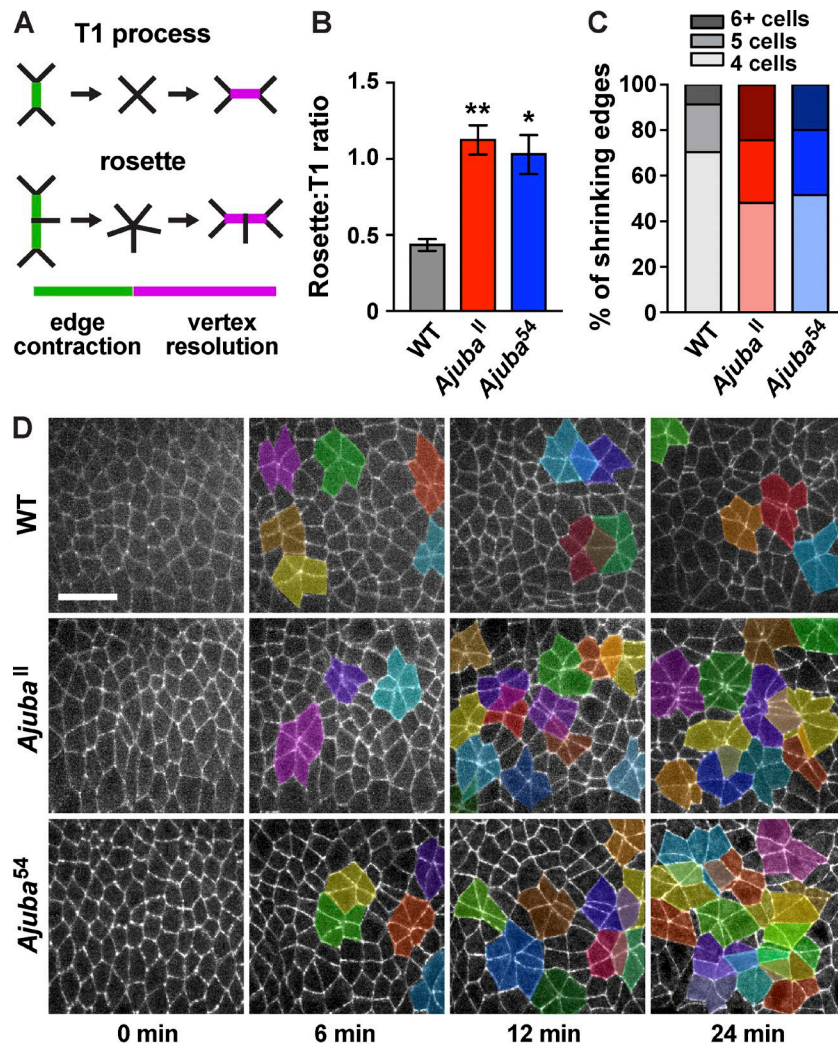 A
T1 process
rosette
edge contraction
vertex resolution
B
Rosette:T1 ratio
1.5
1.0
0.5
0
**
*
WT
Ajuba II
Ajuba 54
C
6+ cells
5 cells
4 cells
% of shrinking edges
100
80
60
40
20
0
WT
Ajuba II
Ajuba 54
D
WT
Ajuba II
Ajuba 54
0 min
6 min
12 min
24 min